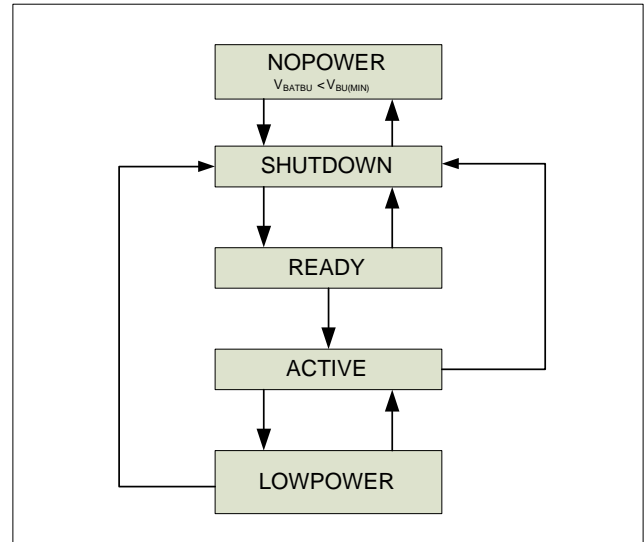 NOPOWER
VBATBU < VBU(MIN)
SHUTDOWN
READY
ACTIVE
LOWPOWER